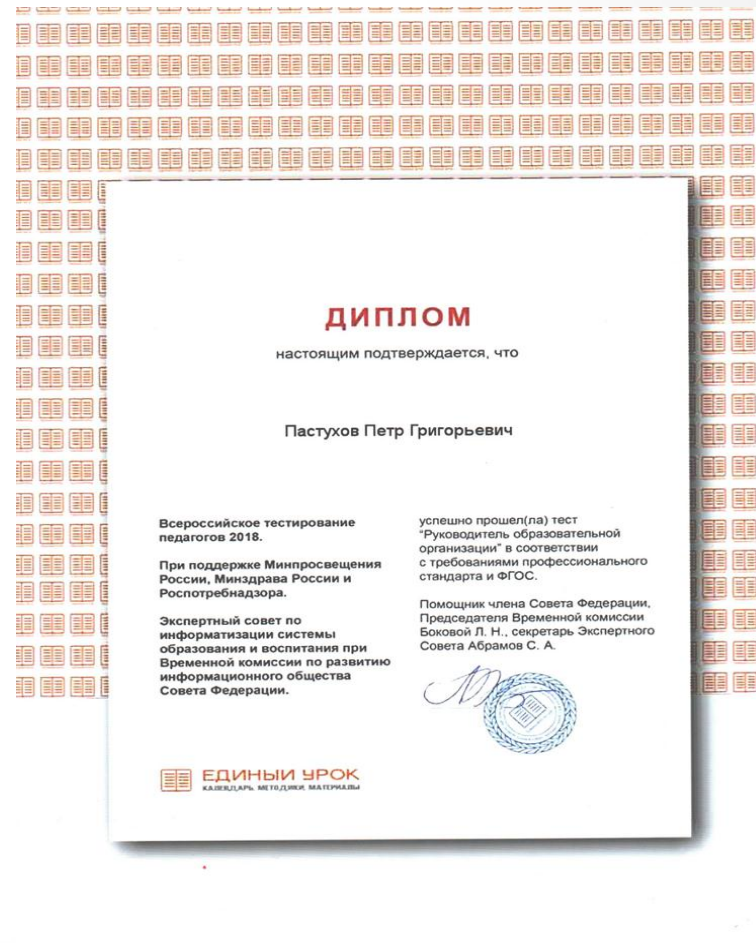 ДИПЛОМ
настоящим подтверждается, что
Пастухов Петр Григорьевич
Всероссийское тестирование
педагогов 2018.
При поддержке Минпросвещения
России, Минздрава России и
Роспотребнадзора.
Экспертный совет по
информатизации системы
образования и воспитания при
Временной комиссии по развитию
информационного общества
Совета Федерации.
успешно прошел(ла) тест
"Руководитель образовательной
организации" в соответствии
с требованиями профессионального
стандарта и ФГОС.
Помощник члена Совета Федерации,
Председателя Временной комиссии
Боковой Л. Н., секретарь Экспертного
Совета Абрамов С. А.
ЕДИНЫЙ УРОК
КАЛЕНДАРЬ, МЕТОДИКИ, МАТЕРИАЛЫ